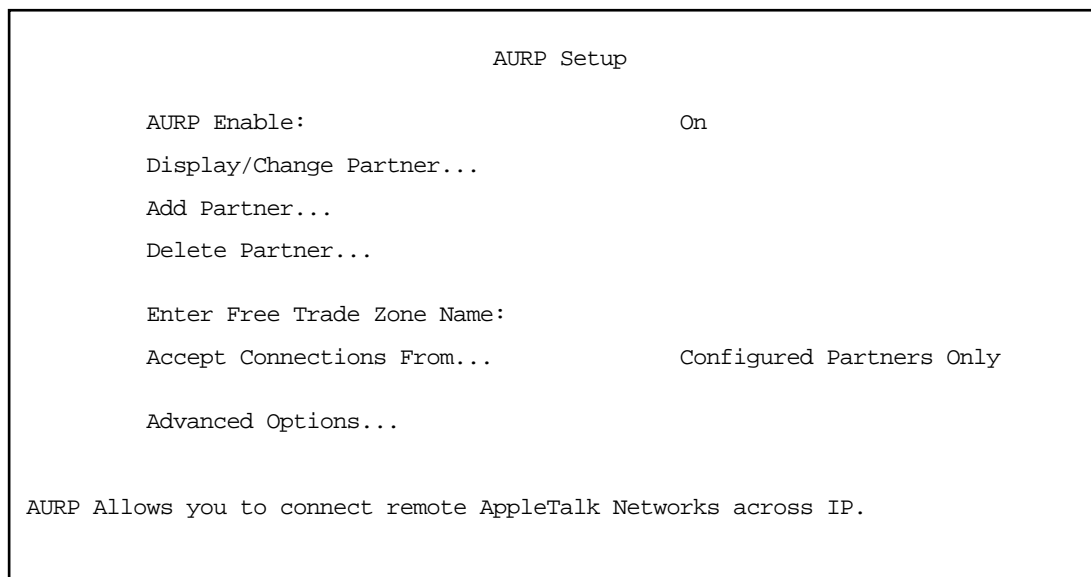 AURP Setup
AURP Enable: On
Display/Change Partner...
Add Partner...
Delete Partner...
Enter Free Trade Zone Name:
Accept Connections From... Configured Partners Only
Advanced Options...
AURP Allows you to connect remote AppleTalk Networks across IP.